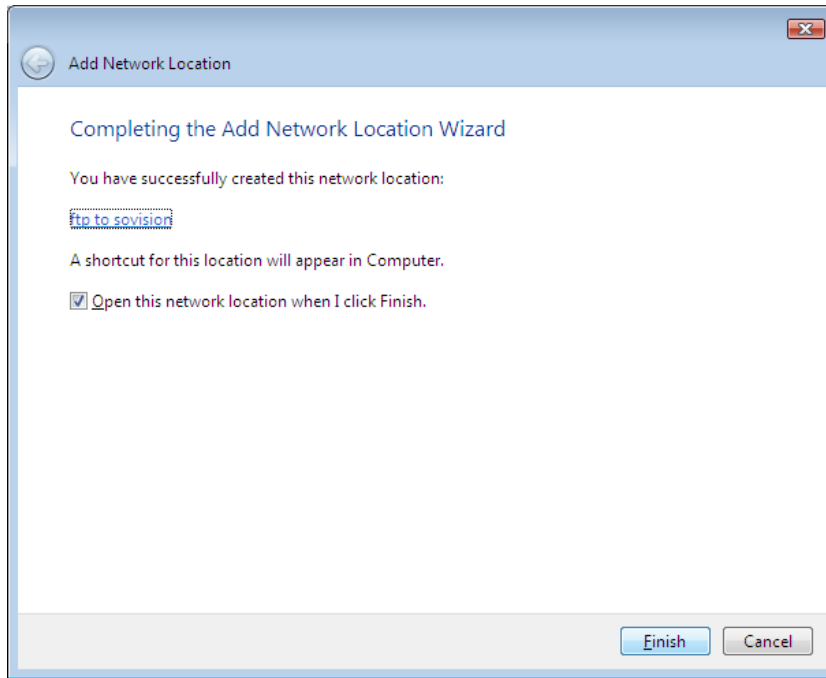 Add Network Location
Completing the Add Network Location Wizard
You have successfully created this network location:
ftp to sovision
A shortcut for this location will appear in Computer.
Open this network location when I click Finish.
Finish
Cancel